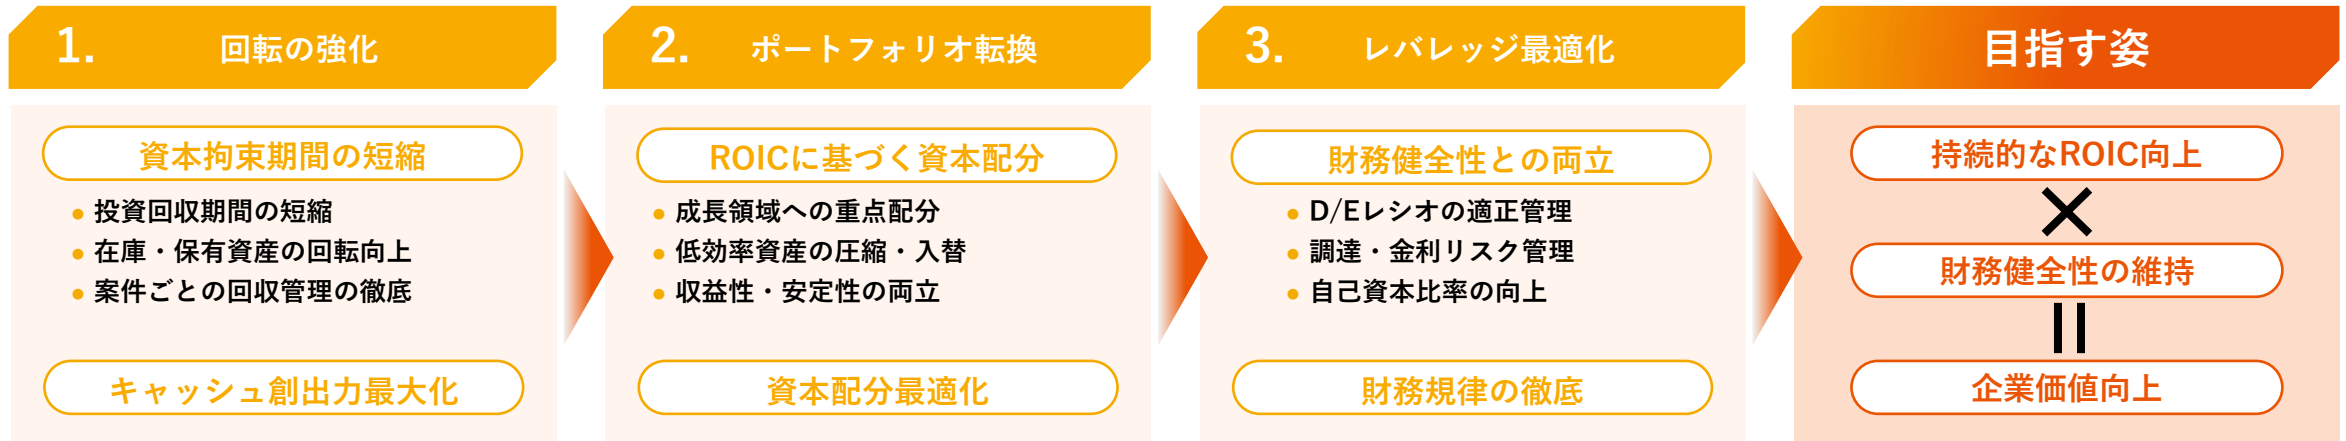 1. 回転の強化
資本拘束期間の短縮
● 投資回収期間の短縮
● 在庫・保有資産の回転向上
● 案件ごとの回収管理の徹底
キャッシュ創出力最大化
2. ポートフォリオ転換
ROICに基づく資本配分
● 成長領域への重点配分
● 低効率資産の圧縮・入替
● 収益性・安定性の両立
資本配分最適化
3. レバレッジ最適化
財務健全性との両立
● D/Eレシオの適正管理
● 調達・金利リスク管理
● 自己資本比率の向上
財務規律の徹底
目指す姿
持続的なROIC向上
×
財務健全性の維持
=
企業価値向上